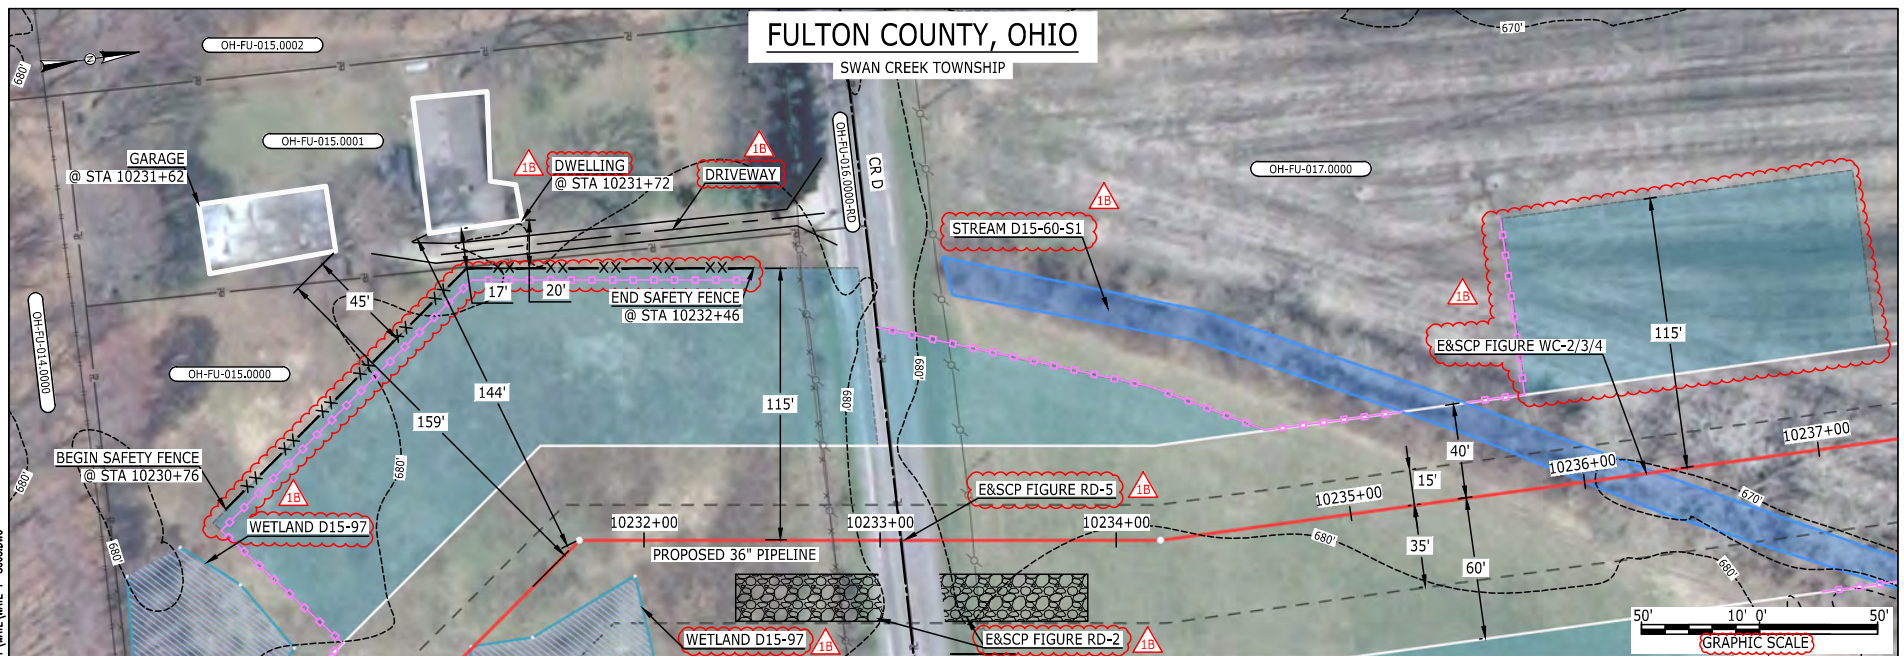 FULTON COUNTY, OHIO
SWAN CREEK TOWNSHIP
670'
OH-FU-015.0002
N
680'
OH-FU-015.0001
GARAGE
@ STA 10231+62
1B
DWELLING
@ STA 10231+72
1B
DRIVEWAY
OH-FU-016.0000-RD
CR D
OH-FU-017.0000
1B
STREAM D15-60-S1
1B
E&SCP FIGURE WC-2/3/4
115'
45'
17'
20'
END SAFETY FENCE
@ STA 10232+46
OH-FU-014.0000
OH-FU-015.0000
144'
159'
115'
680'
680'
BEGIN SAFETY FENCE
@ STA 10230+76
680'
680'
1B
WETLAND D15-97
680'
E&SCP FIGURE RD-5
1B
10232+00
10233+00
10234+00
10235+00
10236+00
10237+00
40'
15'
35'
60'
670'
680'
680'
PROPOSED 36" PIPELINE
WETLAND D15-97
1B
E&SCP FIGURE RD-2
1B
50'
10'
0'
50'
GRAPHIC SCALE